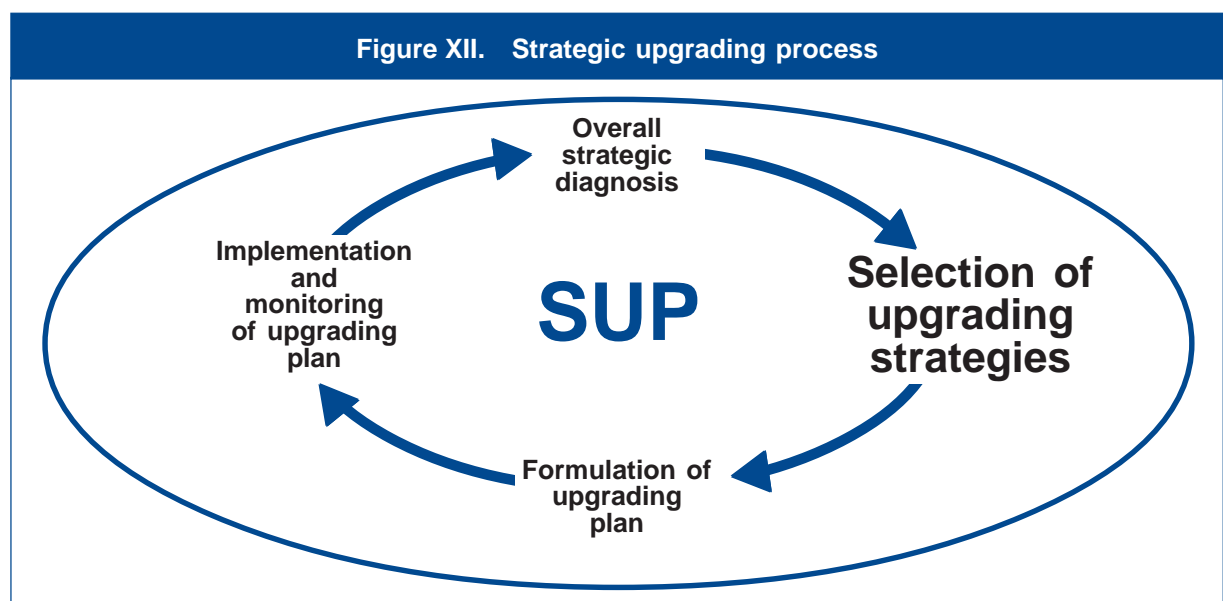 Figure XII. Strategic upgrading process
Overall
strategic
diagnosis
Selection of
upgrading
strategies
Implementation
and
monitoring
of upgrading
plan
SUP
Formulation of
upgrading
plan